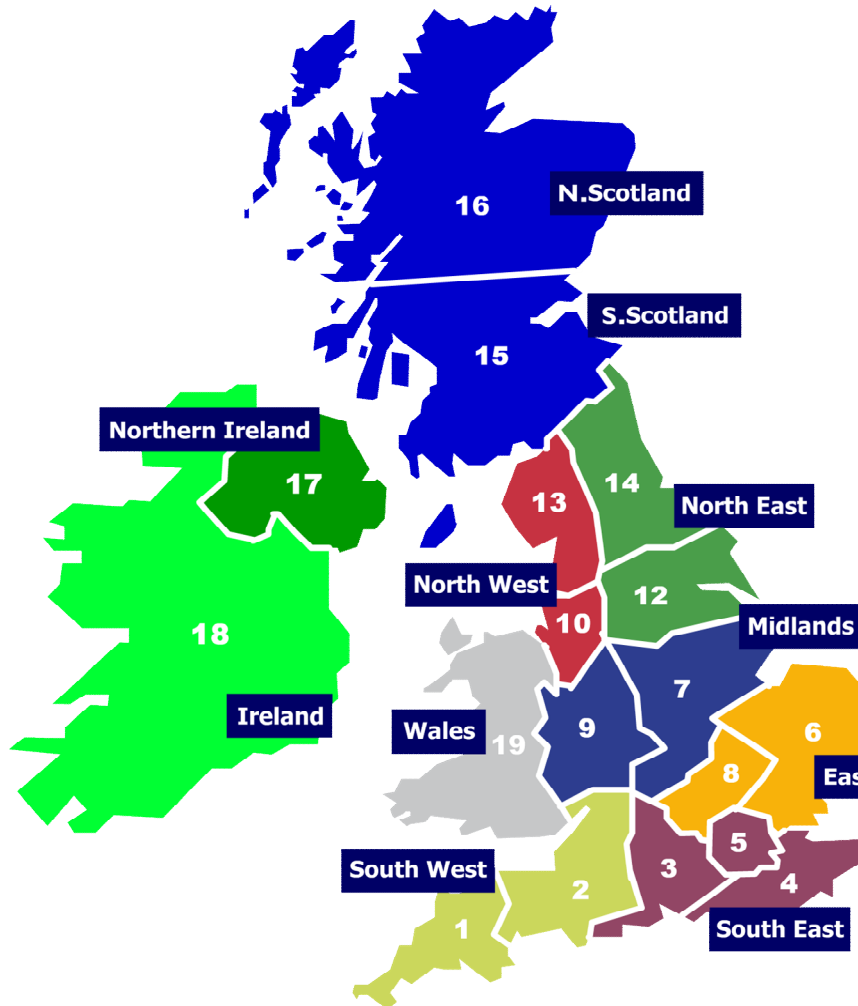 16
N.Scotland
S.Scotland
15
Northern Ireland
17
14
13
North East
North West
12
10
Midlands
18
7
Ireland
Wales
19
9
6
8
Eas
5
South West
3
2
4
1
South East